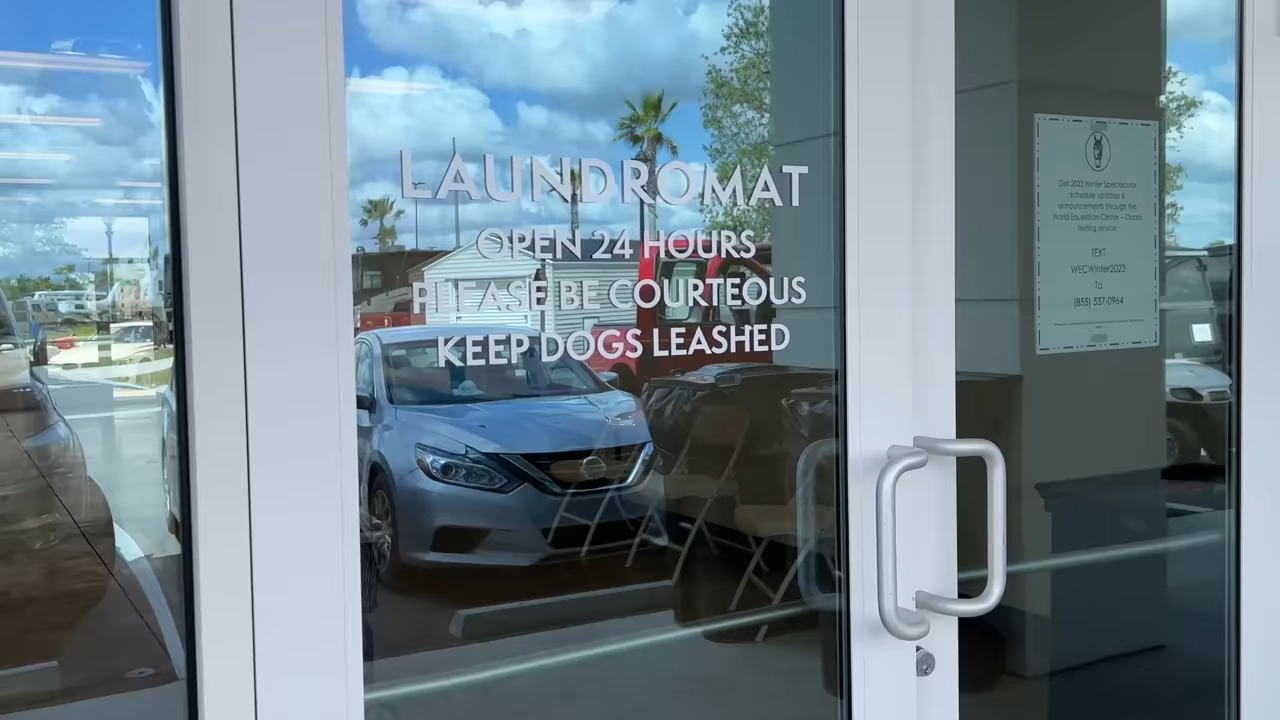 LAUNDROMAT
OPEN 24 HOURS
PLEASE BE COURTEOUS
KEEP DOGS LEASHED
Get 2023 Winter Spectacular
schedule updates &
announcements through the
World Equestrian Center – Ocala
texting service
TEXT
WECWinter2023
To
(855) 537-0964